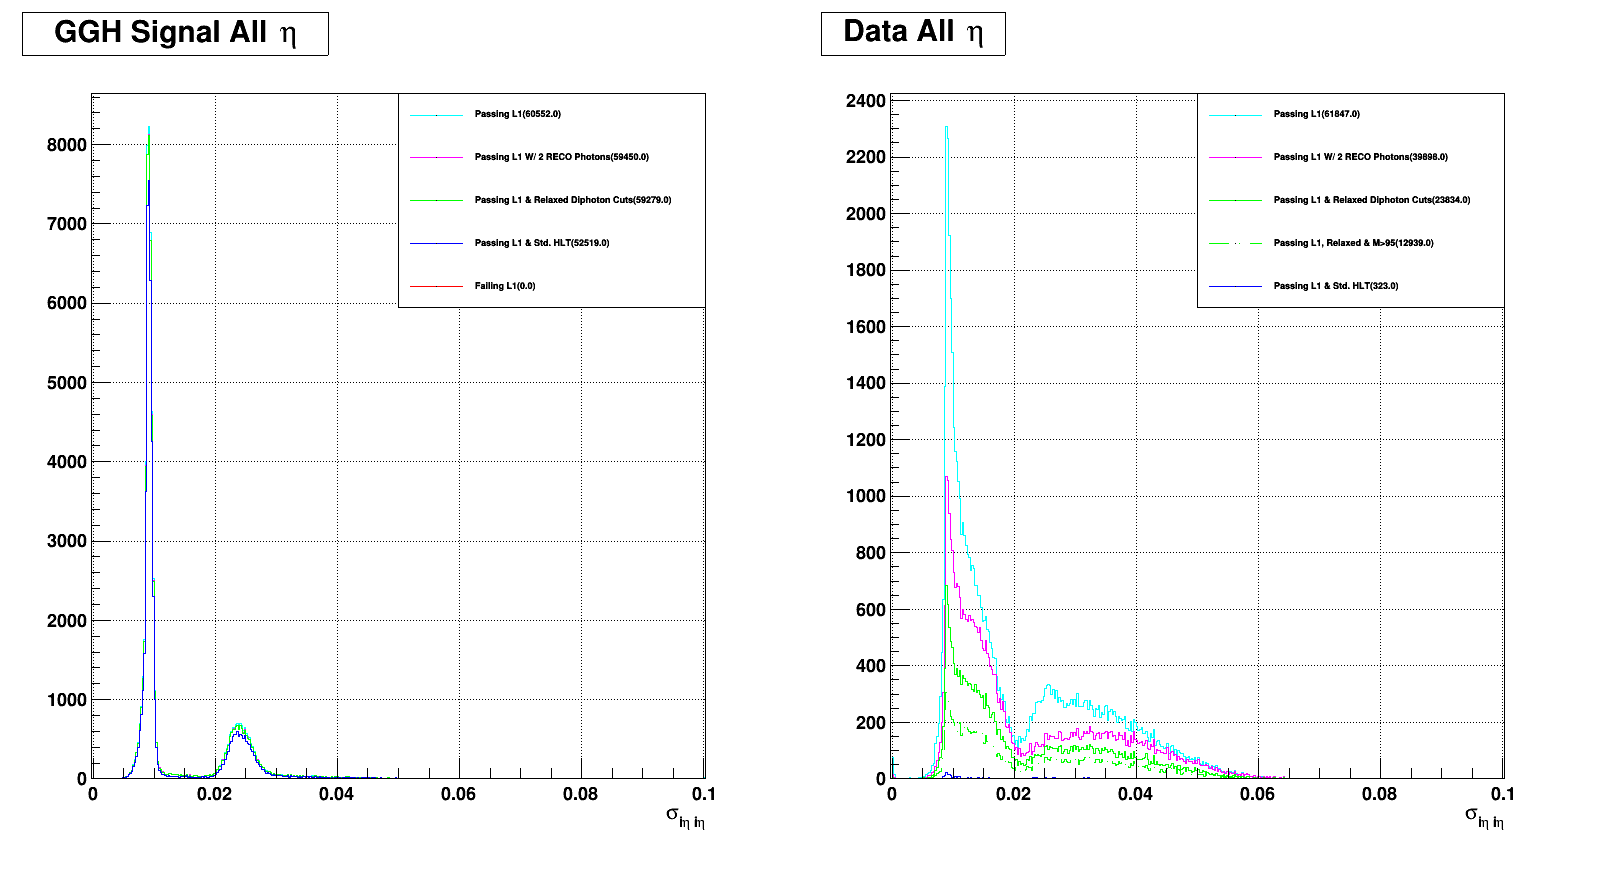 GGH Signal All η
Passing L1(60552.0)
Passing L1 W/ 2 RECO Photons(59450.0)
Passing L1 & Relaxed Diphoton Cuts(59279.0)
Passing L1 & Std. HLT(52519.0)
Failing L1(0.0)
8000
7000
6000
5000
4000
3000
2000
1000
0
0 0.02 0.04 0.06 0.08 0.1
σiη iη
Data All η
Passing L1(61847.0)
Passing L1 W/ 2 RECO Photons(39898.0)
Passing L1 & Relaxed Diphoton Cuts(23834.0)
Passing L1, Relaxed & M>95(12939.0)
Passing L1 & Std. HLT(323.0)
2400
2200
2000
1800
1600
1400
1200
1000
800
600
400
200
0
0 0.02 0.04 0.06 0.08 0.1
σiη iη